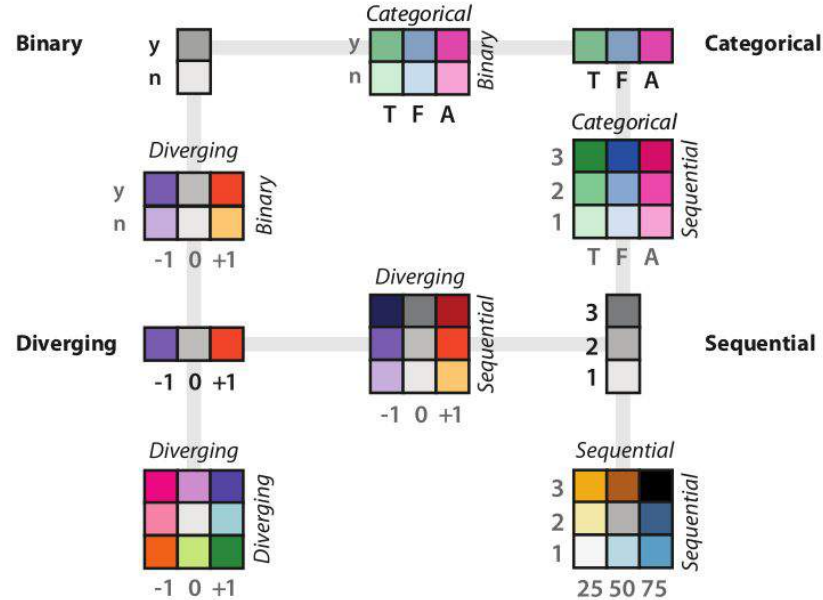 Binary
y
n
Categorical
y
n
Binary
T F A
Categorical
T F A
Diverging
y
n
Binary
-1 0 +1
Categorical
3
2
1
Sequential
T F A
Diverging
-1 0 +1
Diverging
Sequential
-1 0 +1
3
2
1
Sequential
Diverging
Diverging
-1 0 +1
Sequential
3
2
1
Sequential
25 50 75